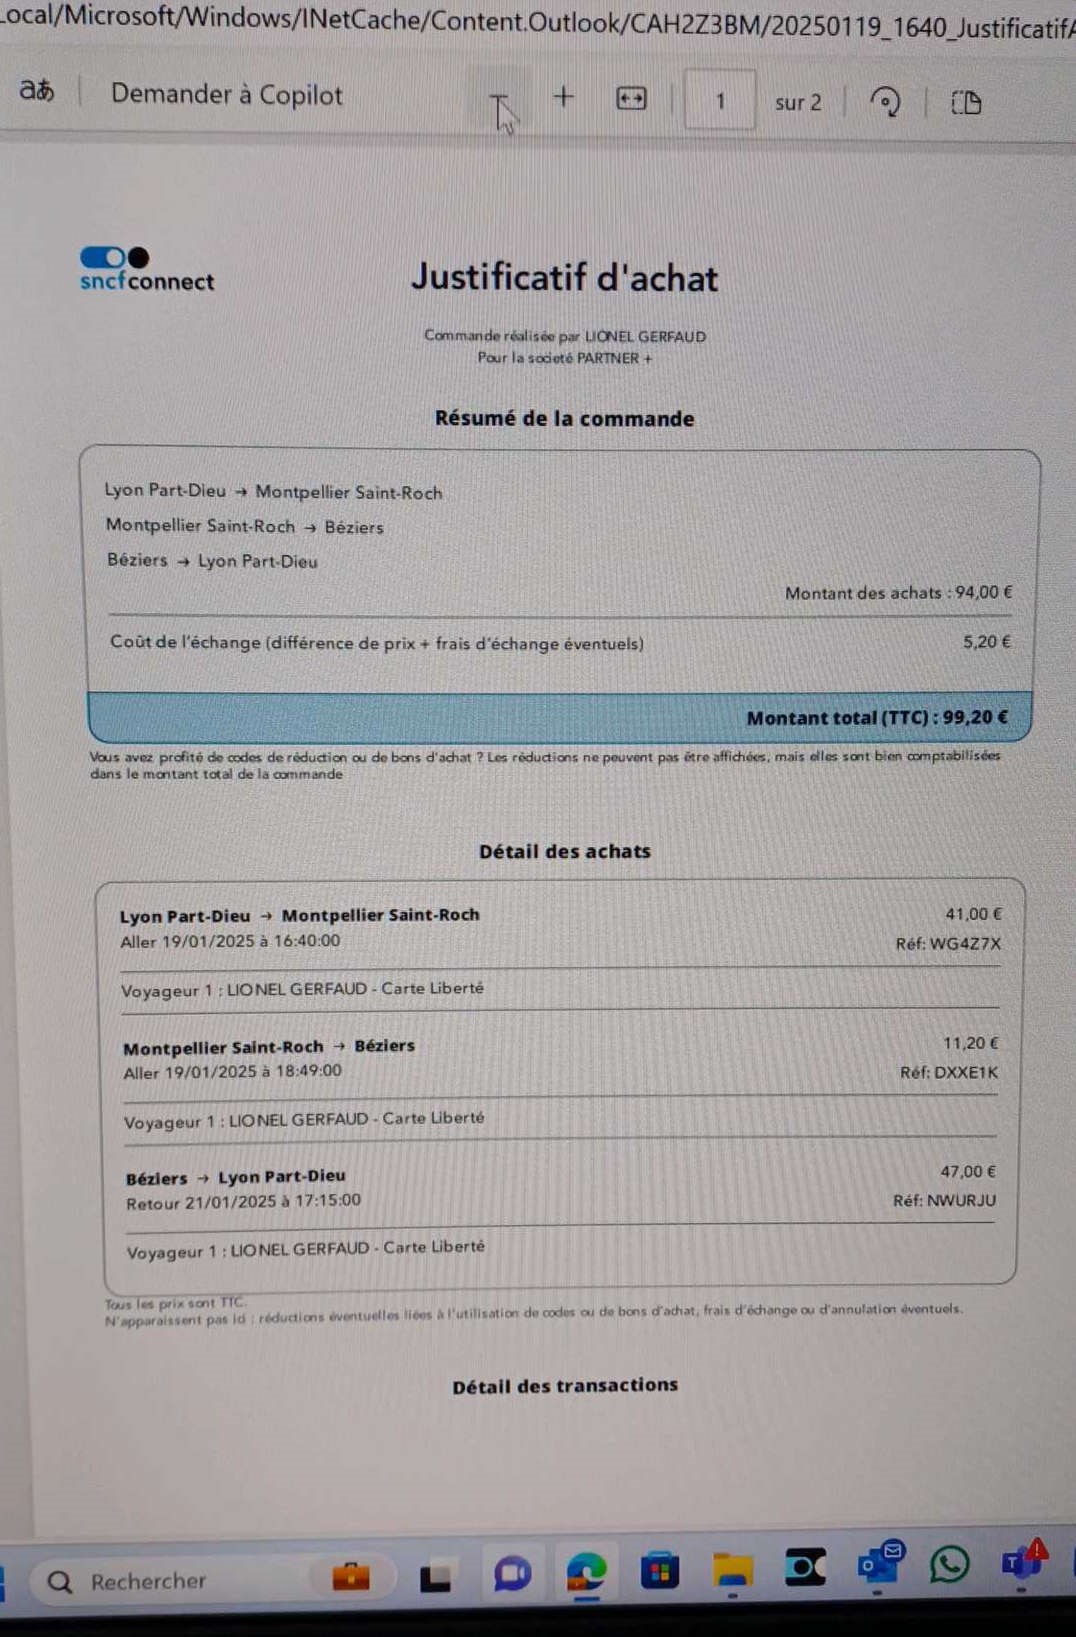 Local/Microsoft/Windows/INetCache/Content.Outlook/CAH2Z3BM/20250119_1640_JustificatifA
aあ Demander à Copilot 1 sur 2
sncfconnect
Justificatif d'achat
Commande réalisée par LIONEL GERFAUD
Pour la societé PARTNER +
Résumé de la commande
Lyon Part-Dieu → Montpellier Saint-Roch
Montpellier Saint-Roch → Béziers
Béziers → Lyon Part-Dieu
Montant des achats : 94,00 €
Coût de l'échange (différence de prix + frais d'échange éventuels) 5,20 €
Montant total (TTC) : 99,20 €
Vous avez profité de codes de réduction ou de bons d'achat ? Les réductions ne peuvent pas être affichées, mais elles sont bien comptabilisées
dans le montant total de la commande
Détail des achats
Lyon Part-Dieu → Montpellier Saint-Roch 41,00 €
Aller 19/01/2025 à 16:40:00 Réf: WG4Z7X
Voyageur 1 : LIONEL GERFAUD - Carte Liberté
Montpellier Saint-Roch → Béziers 11,20 €
Aller 19/01/2025 à 18:49:00 Réf: DXXE1K
Voyageur 1 : LIONEL GERFAUD - Carte Liberté
Béziers → Lyon Part-Dieu 47,00 €
Retour 21/01/2025 à 17:15:00 Réf: NWURJU
Voyageur 1 : LIONEL GERFAUD - Carte Liberté
Tous les prix sont TTC.
N'apparaissent pas ici : réductions éventuelles liées à l'utilisation de codes ou de bons d'achat, frais d'échange ou d'annulation éventuels.
Détail des transactions
Rechercher